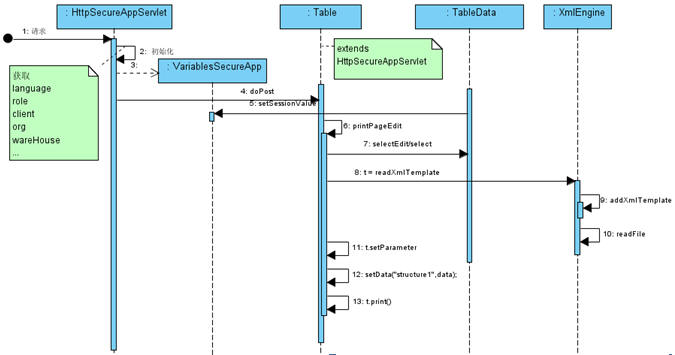 : HttpSecureAppServlet
: Table
: TableData
: XmlEngine
1: 请求
2: 初始化
3:
: VariablesSecureApp
extends
HttpSecureAppServlet
获取
language
role
client
org
wareHouse
...
4: doPost
5: setSessionValue
6: printPageEdit
7: selectEdit/select
8: t = readXmlTemplate
9: addXmlTemplate
10: readFile
11: t.setParameter
12: setData("structure1",data);
13: t.print()